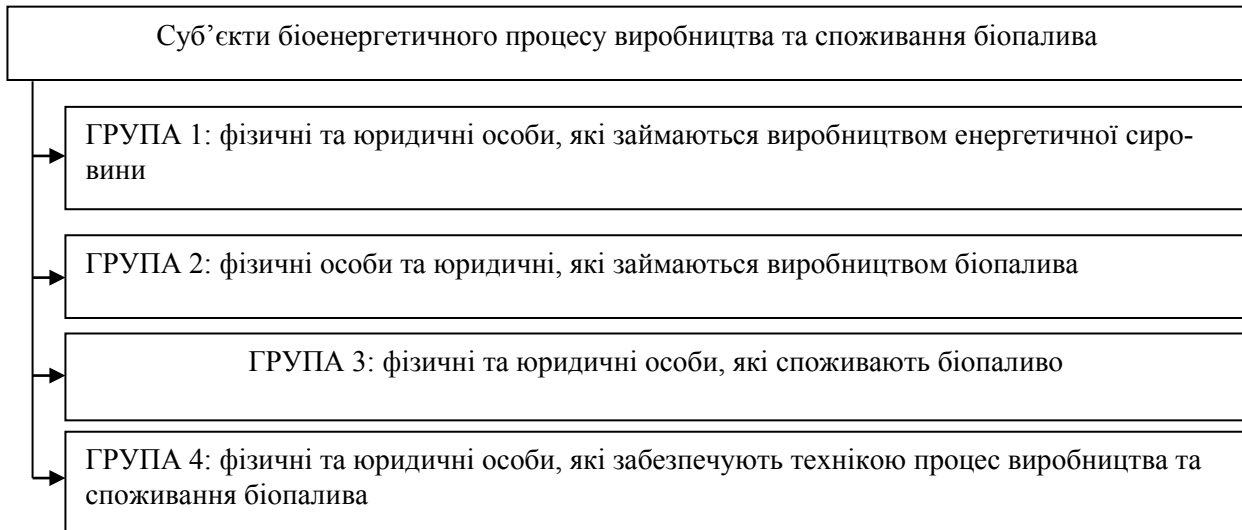 Суб’єкти біоенергетичного процесу виробництва та споживання біопалива
ГРУПА 1: фізичні та юридичні особи, які займаються виробництвом енергетичної сиро-
вини
ГРУПА 2: фізичні особи та юридичні, які займаються виробництвом біопалива
ГРУПА 3: фізичні та юридичні особи, які споживають біопаливо
ГРУПА 4: фізичні та юридичні особи, які забезпечують технікою процес виробництва та
споживання біопалива